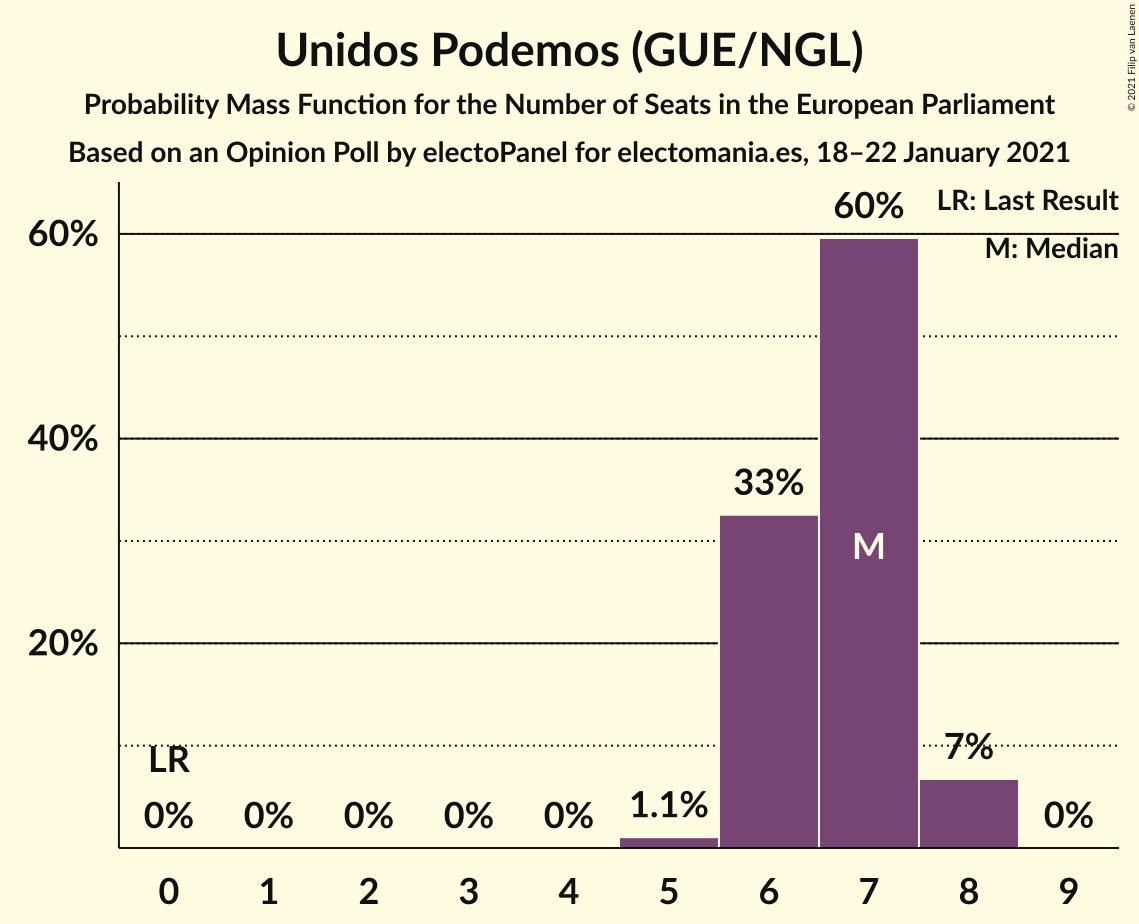 Unidos Podemos (GUE/NGL)
Probability Mass Function for the Number of Seats in the European Parliament
Based on an Opinion Poll by electoPanel for electomania.es, 18–22 January 2021
© 2021 Filip van Laenen
LR: Last Result
M: Median
60%
40%
20%
60%
33%
M
LR
7%
0% 0% 0% 0% 0% 1.1% 0%
0 1 2 3 4 5 6 7 8 9